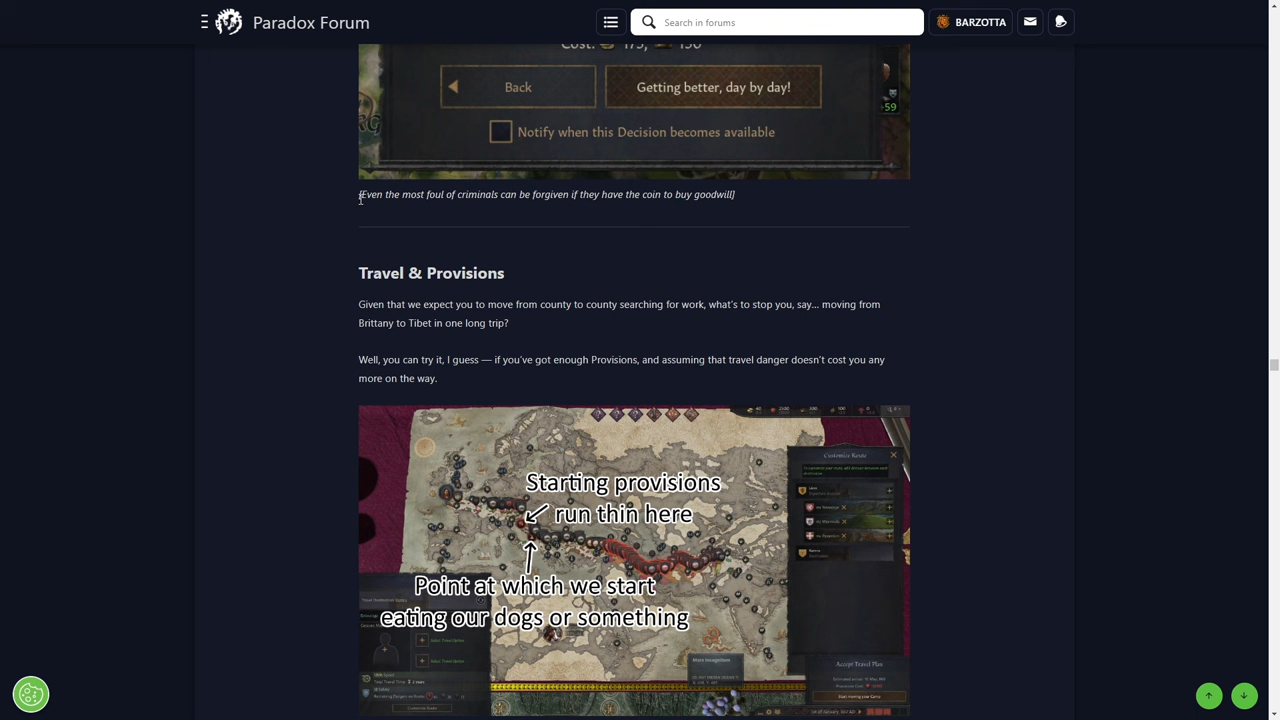 Paradox Forum
Search in forums
BARZOTTA
Cost: 175, 150
Back
Getting better, day by day!
59
Notify when this Decision becomes available
[Even the most foul of criminals can be forgiven if they have the coin to buy goodwill]
Travel & Provisions
Given that we expect you to move from county to county searching for work, what's to stop you, say... moving from
Brittany to Tibet in one long trip?
Well, you can try it, I guess — if you've got enough Provisions, and assuming that travel danger doesn't cost you any
more on the way.
Customize Route
Starting provisions
run thin here
Point at which we start
eating our dogs or something
Accept Travel Plan